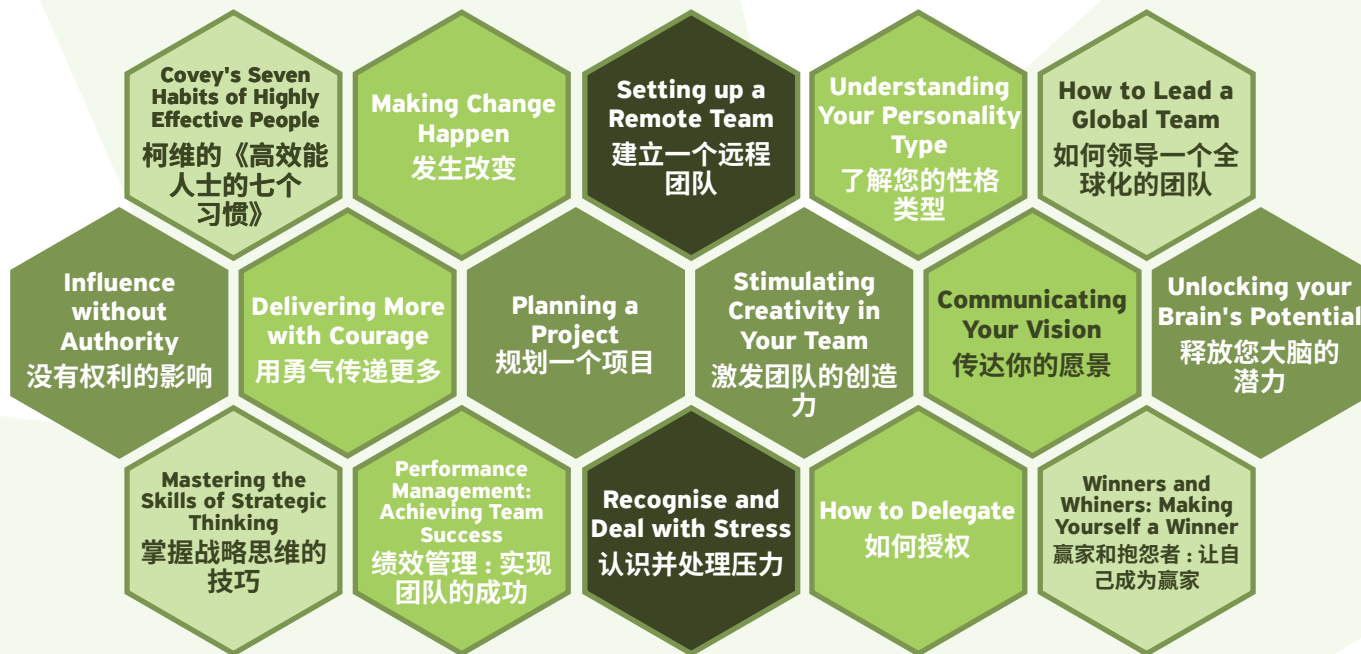 Covey's Seven
Habits of Highly
Effective People
柯维的《高效能
人士的七个
习惯》
Making Change
Happen
发生改变
Setting up a
Remote Team
建立一个远程
团队
Understanding
Your Personality
Type
了解您的性格
类型
How to Lead a
Global Team
如何领导一个全
球化的团队
Influence
without
Authority
没有权利的影响
Delivering More
with Courage
用勇气传递更多
Planning a
Project
规划一个项目
Stimulating
Creativity in
Your Team
激发团队的创造
力
Communicating
Your Vision
传达你的愿景
Unlocking your
Brain's Potential
释放您大脑的
潜力
Mastering the
Skills of Strategic
Thinking
掌握战略思维的
技巧
Performance
Management:
Achieving Team
Success
绩效管理：实现
团队的成功
Recognise and
Deal with Stress
认识并处理压力
How to Delegate
如何授权
Winners and
Whiners: Making
Yourself a Winner
赢家和抱怨者：让自
己成为赢家